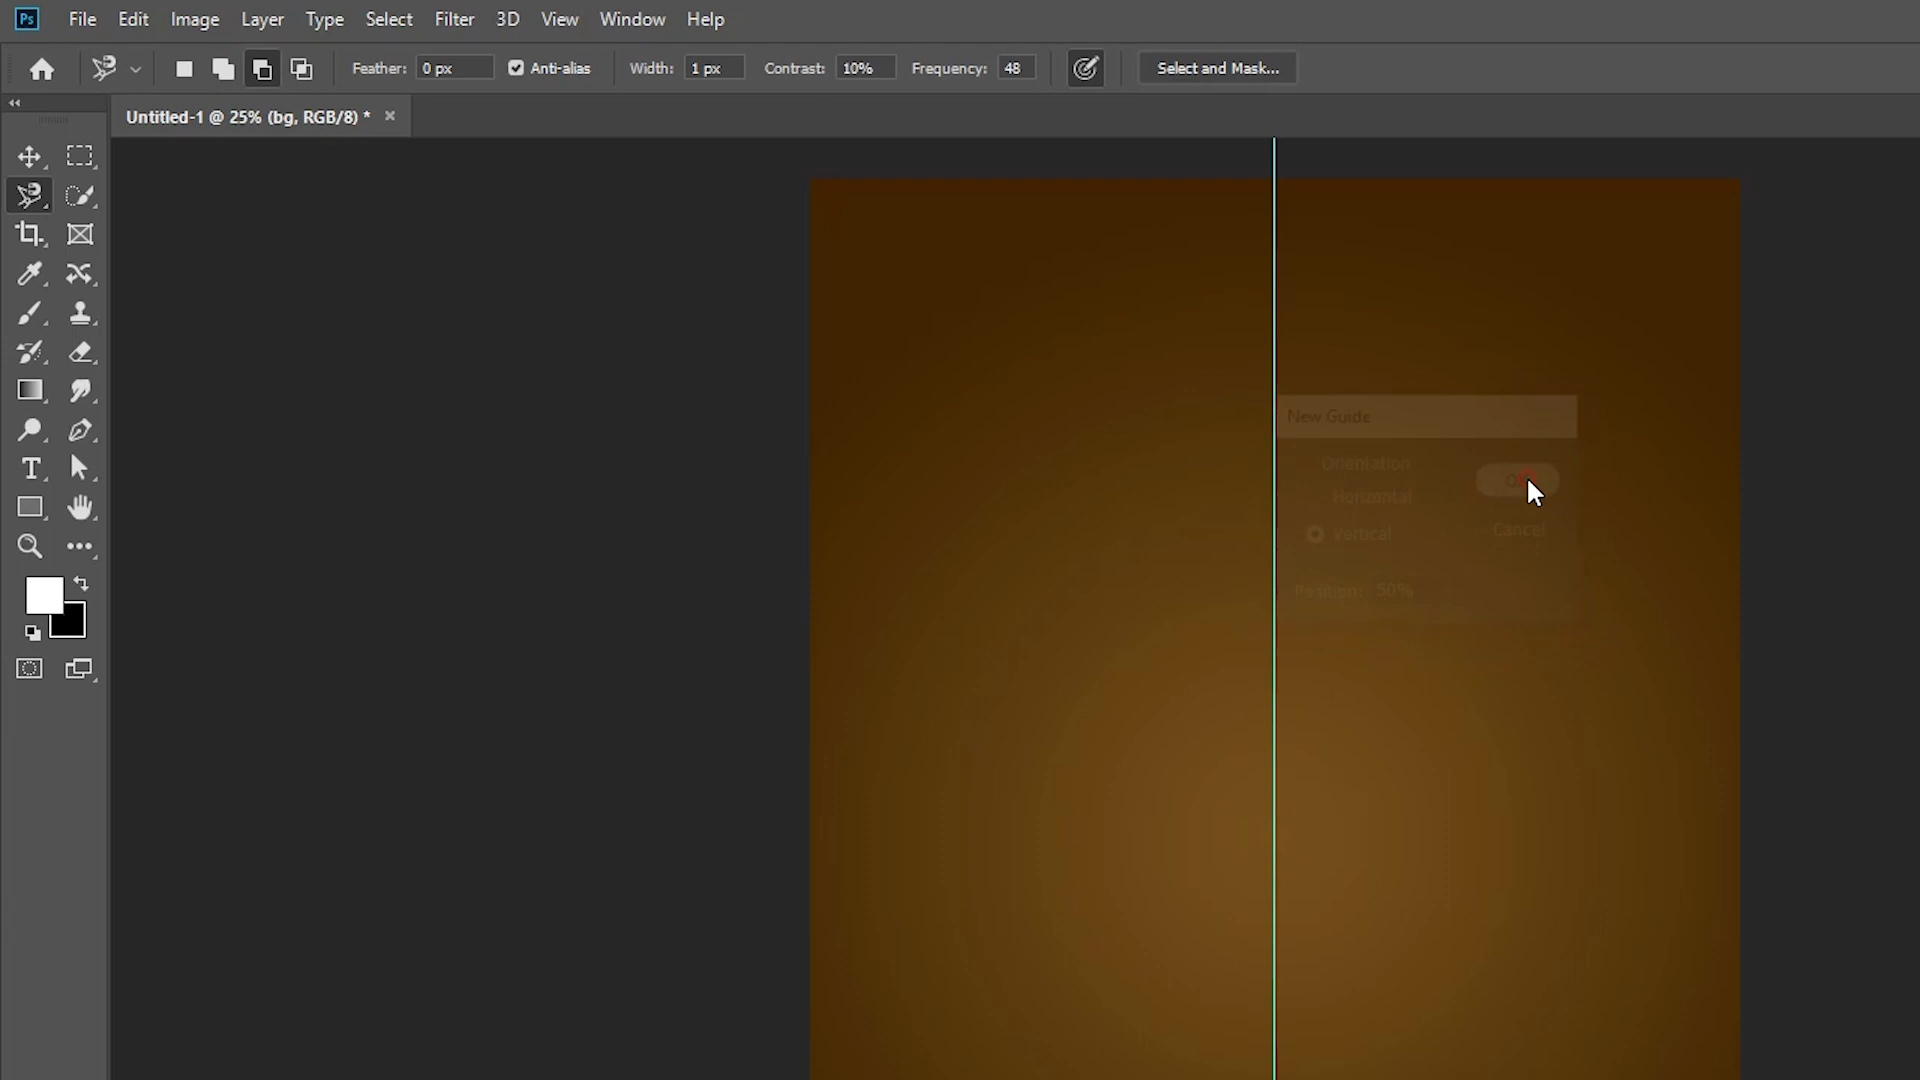 Ps File Edit Image Layer Type Select Filter 3D View Window Help
Feather: 0 px Anti-alias Width: 1 px Contrast: 10% Frequency: 48 Select and Mask...
Untitled-1 @ 25% (bg, RGB/8) * ×
New Guide
Orientation
Horizontal
Vertical
Cancel
Position: 50%